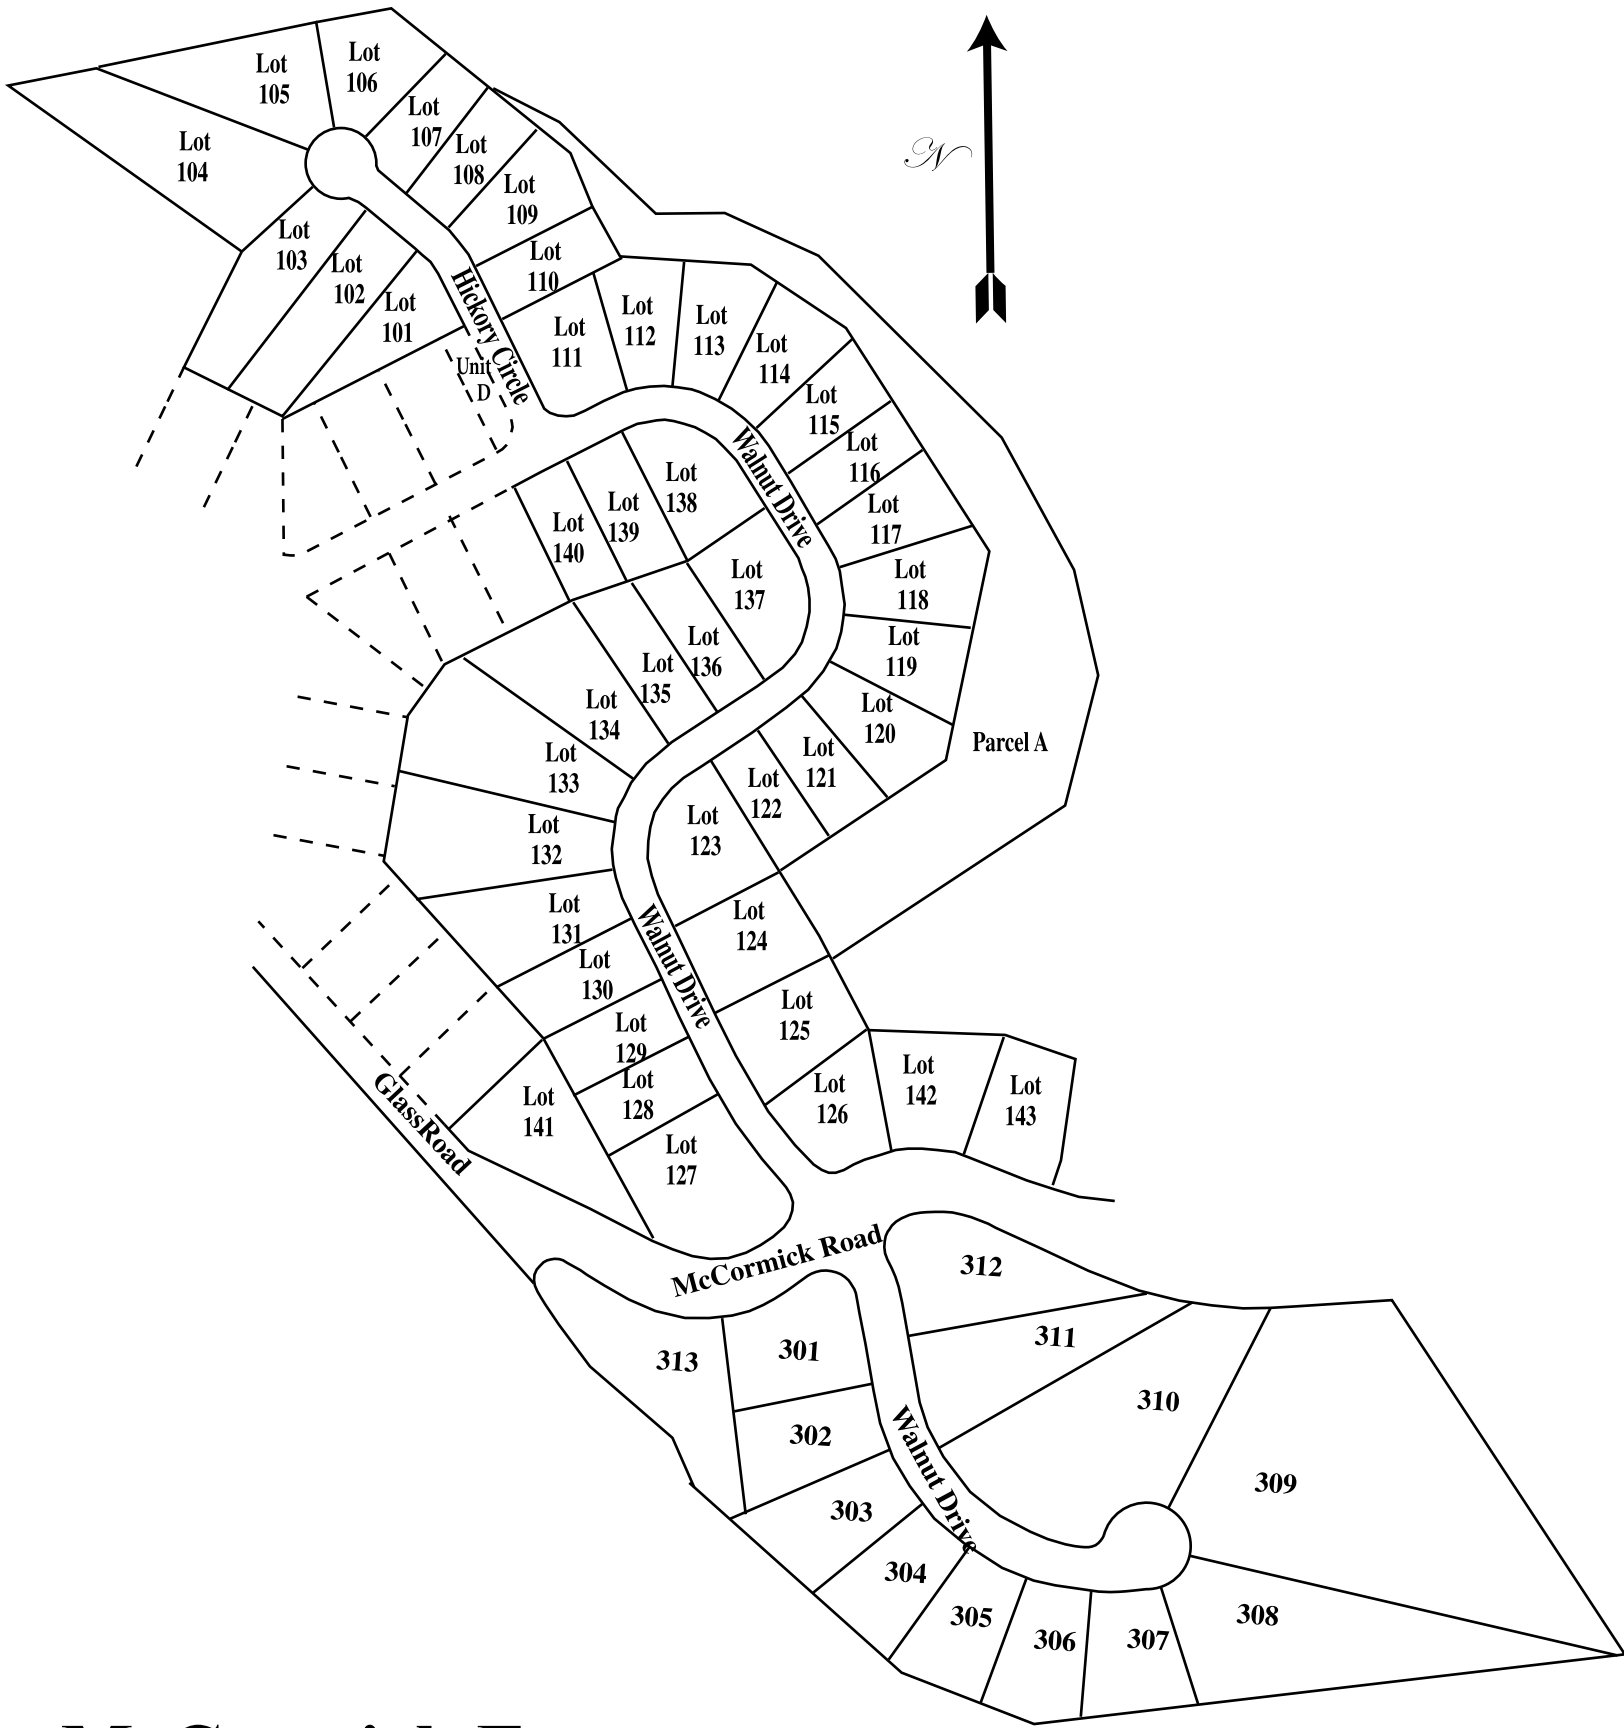 Lot
105
Lot
106
Lot
107
Lot
104
Lot
108
Lot
109
N
Lot
103
Lot
102
Lot
110
Lot
101
Hickory Circle
Lot
111
Lot
112
Lot
113
Lot
114
Unit
D
Lot
115
Lot
116
Walnut Drive
Lot
117
Lot
138
Lot
139
Lot
140
Lot
137
Lot
118
Lot
119
Lot
136
Lot
135
Lot
134
Lot
120
Parcel A
Lot
133
Lot
121
Lot
122
Lot
123
Lot
132
Lot
131
Lot
124
Walnut Drive
Lot
130
Lot
125
Lot
129
Lot
128
Lot
126
Lot
142
Lot
143
Lot
141
GlassRoad
Lot
127
McCormick Road
312
311
313
301
302
310
Walnut Drive
309
303
304
305
306
307
308